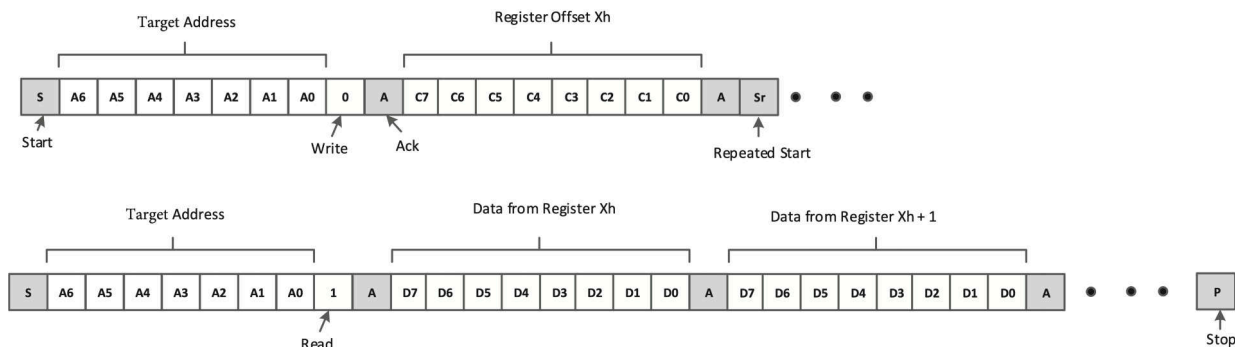 Target Address Register Offset Xh
S A6 A5 A4 A3 A2 A1 A0 0 A C7 C6 C5 C4 C3 C2 C1 C0 A Sr
Start Write Ack Repeated Start
Target Address Data from Register Xh Data from Register Xh + 1
S A6 A5 A4 A3 A2 A1 A0 1 A D7 D6 D5 D4 D3 D2 D1 D0 A D7 D6 D5 D4 D3 D2 D1 D0 A P
Read Stop